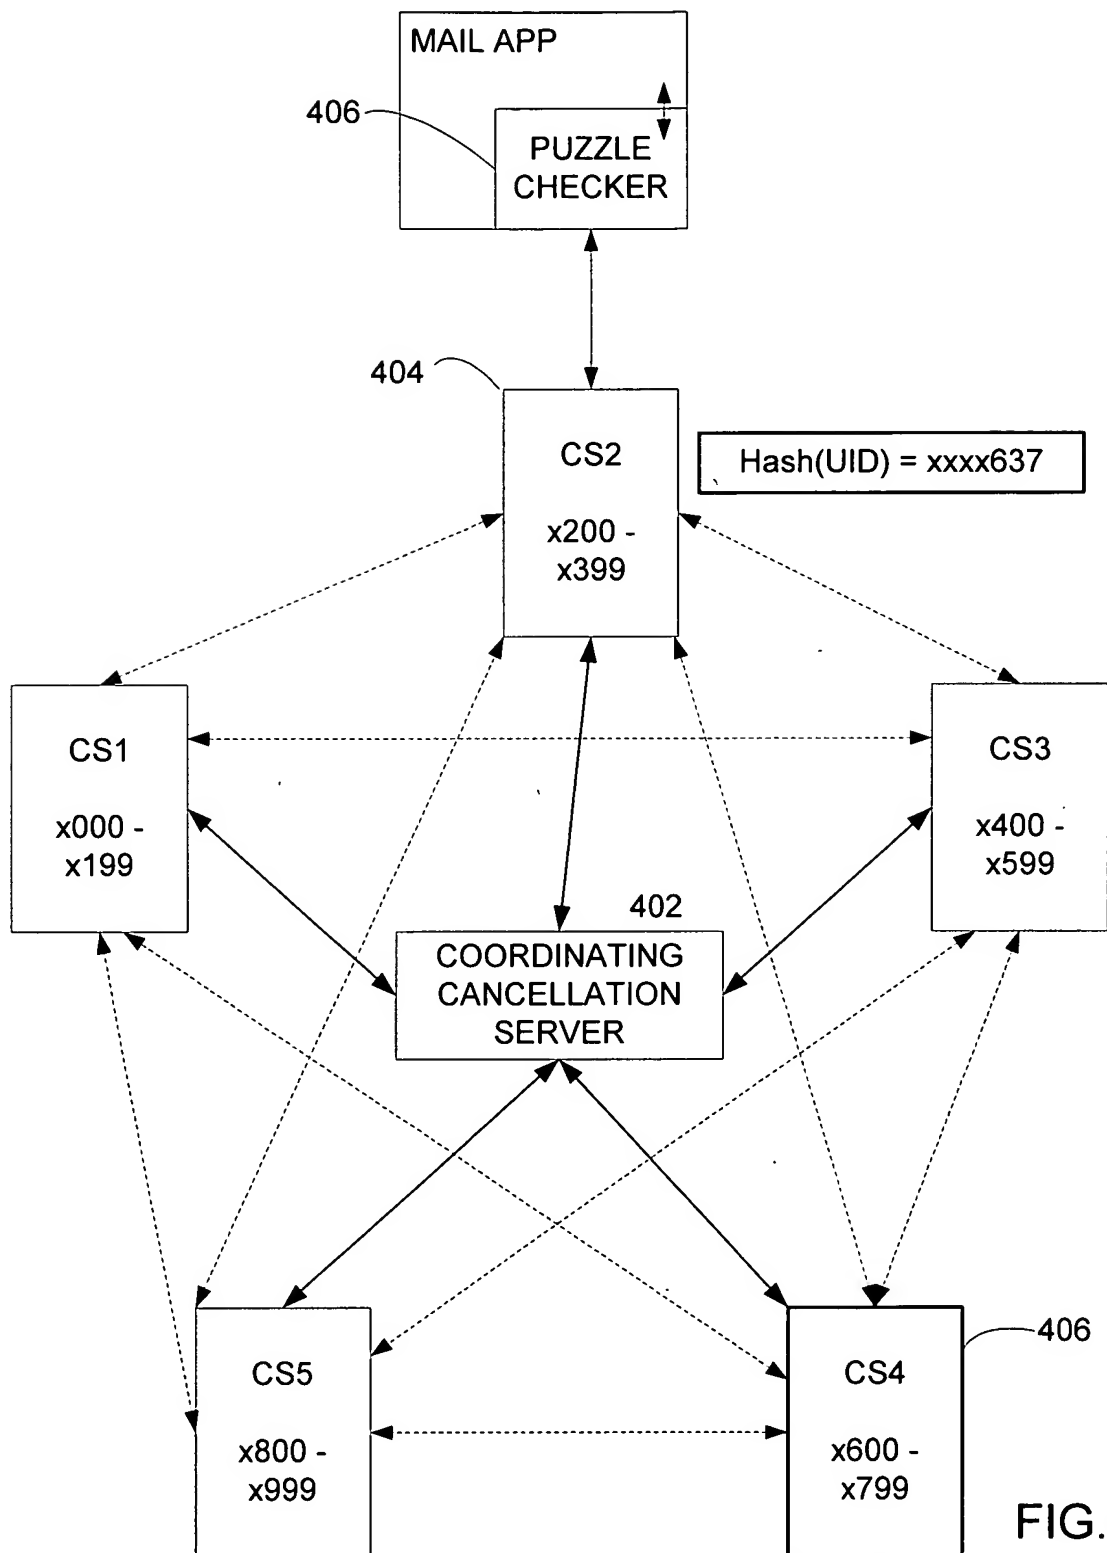 MAIL APP
406
PUZZLE
CHECKER
404
CS2
x200 -
x399
Hash(UID) = xxxx637
CS1
x000 -
x199
CS3
x400 -
x599
402
COORDINATING
CANCELLATION
SERVER
406
CS5
x800 -
x999
CS4
x600 -
x799
FIG.